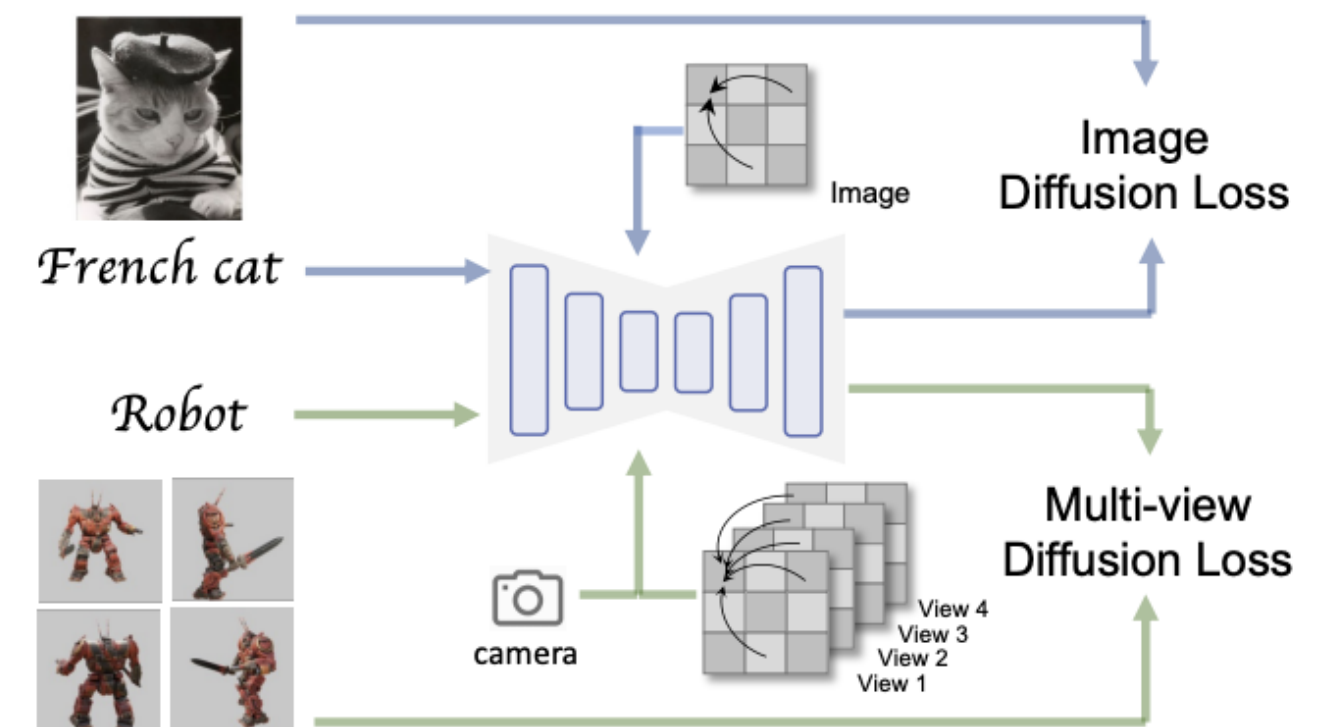 Image
Image
Diffusion Loss
French cat
Robot
Multi-view
Diffusion Loss
camera
View 4
View 3
View 2
View 1